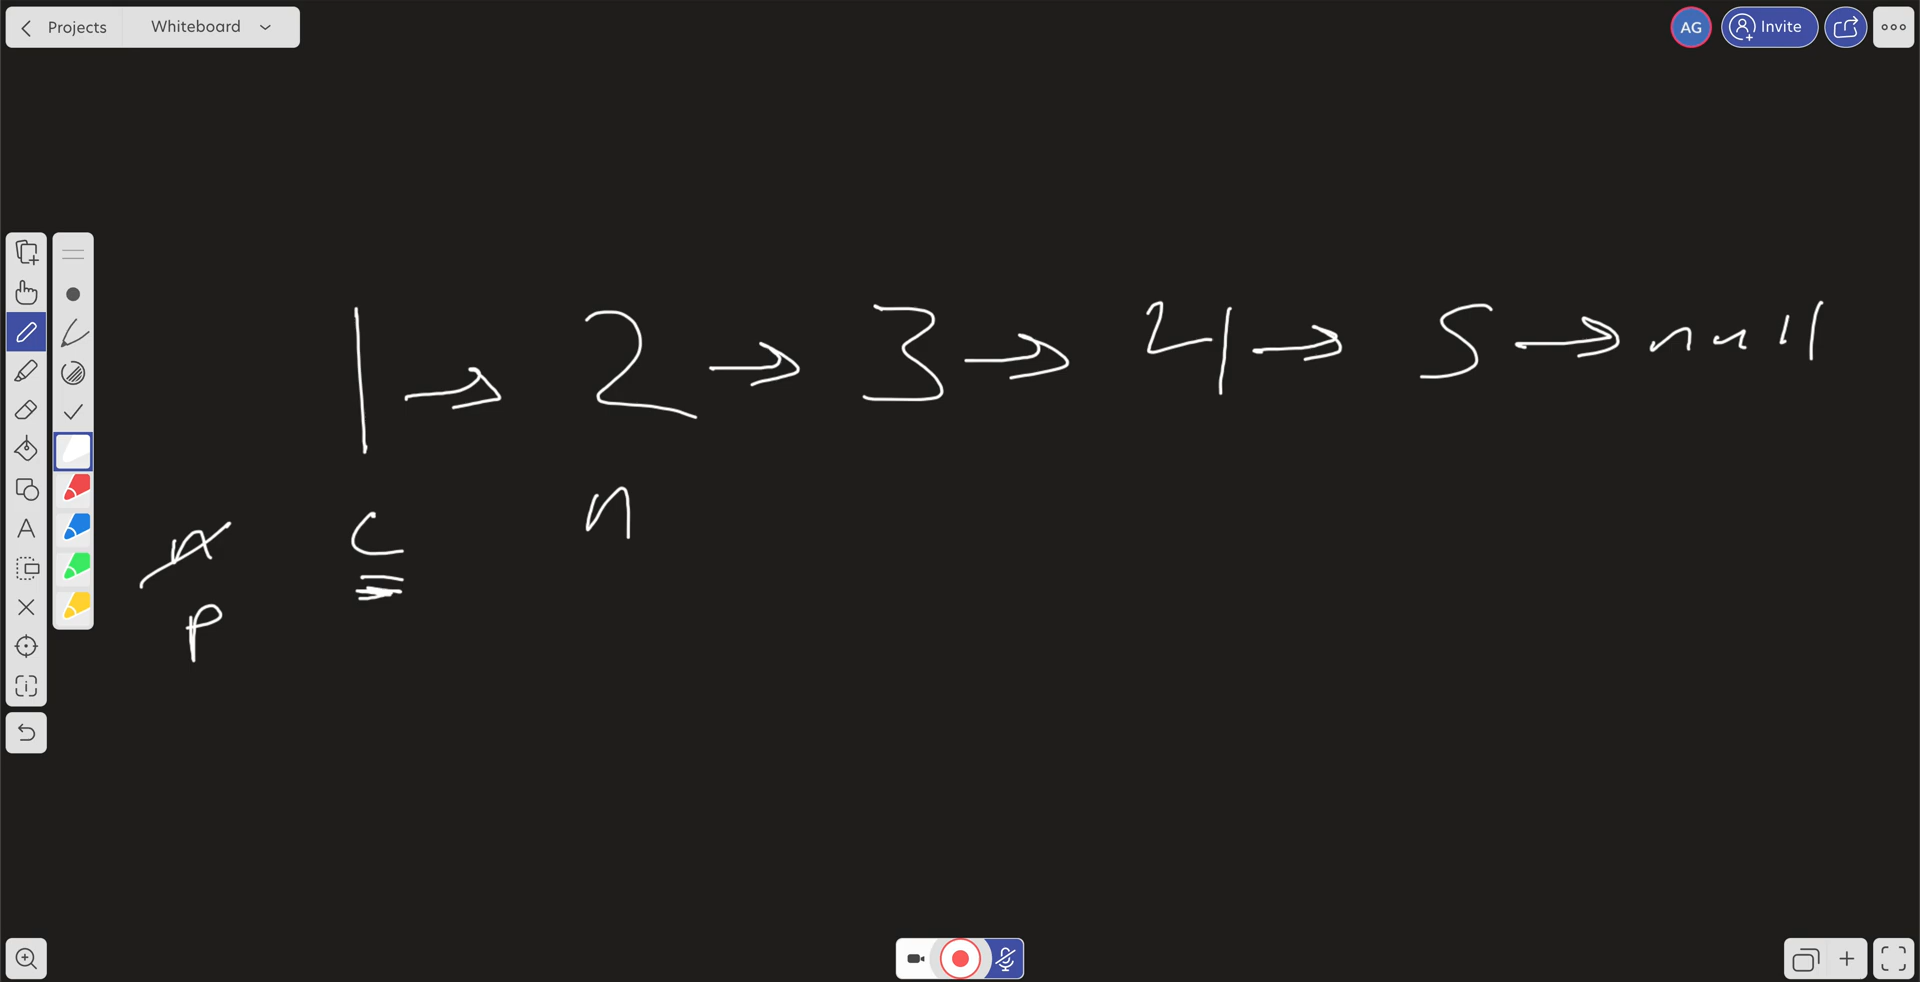 Projects Whiteboard
AG Invite
1 → 2 → 3 → 4 → 5 → null
n c n
p
A